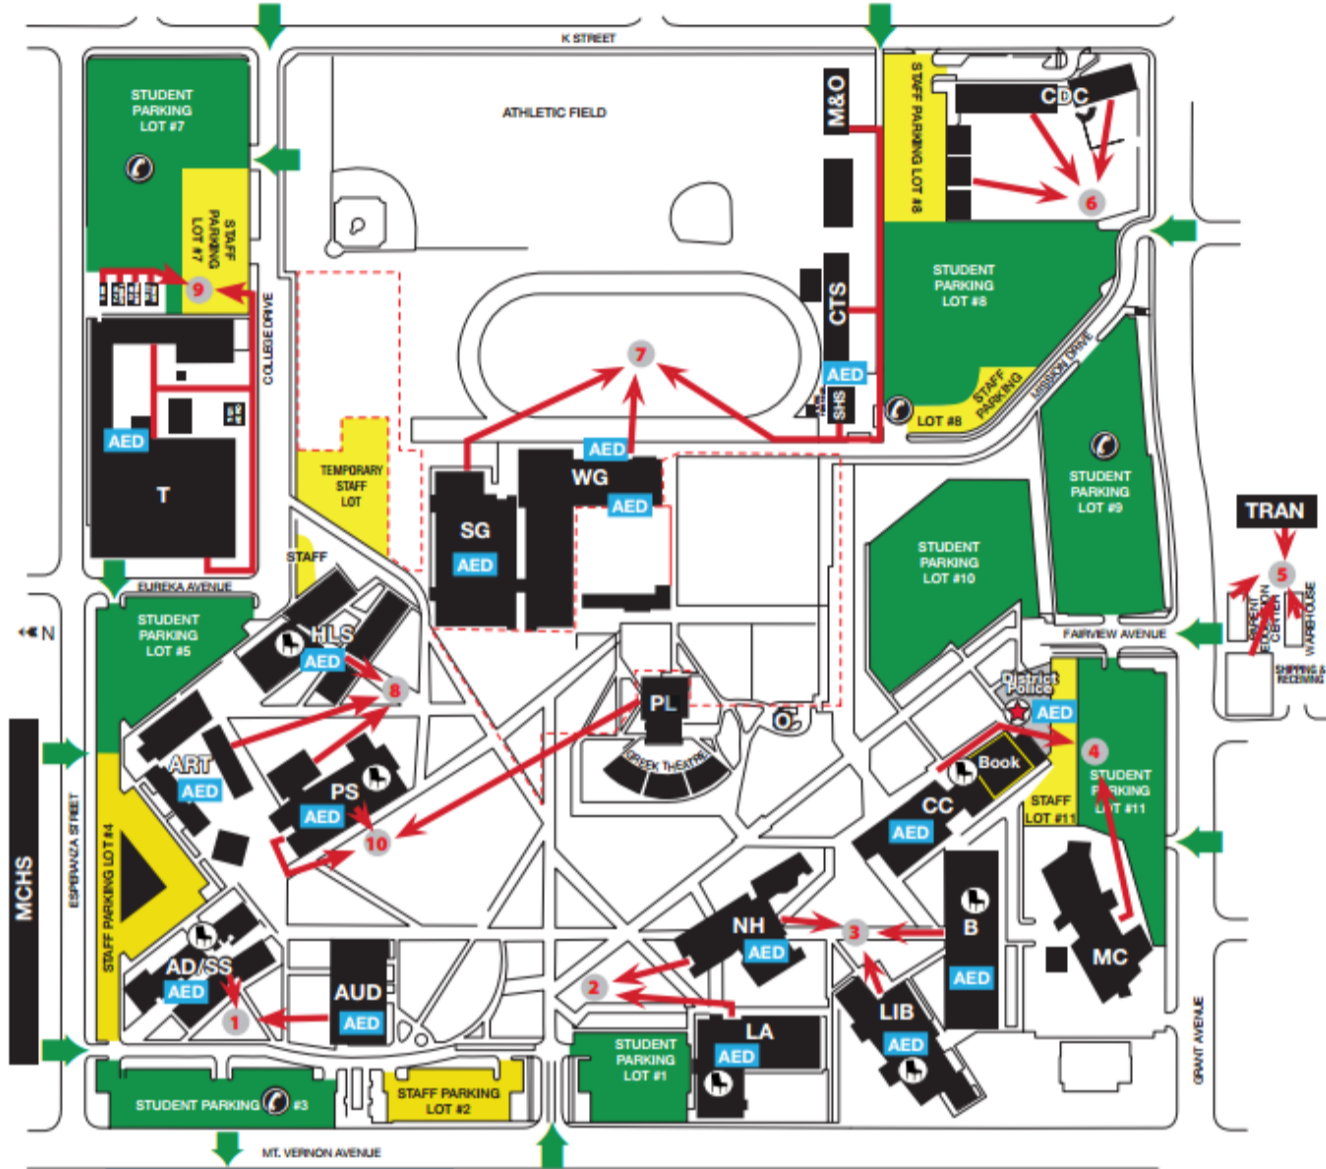 K STREET
STUDENT
PARKING
LOT #7
STAFF
PARKING
LOT #7
9
COLLEGE DRIVE
ATHLETIC FIELD
M&O
STAFF PARKING LOT #8
CDC
6
STUDENT
PARKING
LOT #8
CTS
AED
SHS
7
STAFF
PARKING
LOT #8
MISSION DRIVE
AED
T
TEMPORARY
STAFF
LOT
STAFF
AED
WG
AED
SG
AED
STUDENT
PARKING
LOT #9
STUDENT
PARKING
LOT #10
TRAN
5
PARENT
EDUCATION
CENTER
WAREHOUSE
SHIPPING &
RECEIVING
FAIRVIEW AVENUE
EUREKA AVENUE
N
STUDENT
PARKING
LOT #5
HLS
AED
8
PL
GREEK THEATRE
O
District
Police
AED
4
Book
STUDENT
PARKING
LOT #11
STAFF
LOT #11
CC
AED
ART
AED
PS
AED
10
MCHS
ESPERANZA STREET
STAFF PARKING LOT #4
AD/SS
AED
1
AUD
AED
2
NH
AED
3
B
AED
MC
LIB
AED
LA
AED
GRANT AVENUE
STUDENT
PARKING
LOT #1
STAFF PARKING
LOT #2
STUDENT PARKING #3
MT. VERNON AVENUE